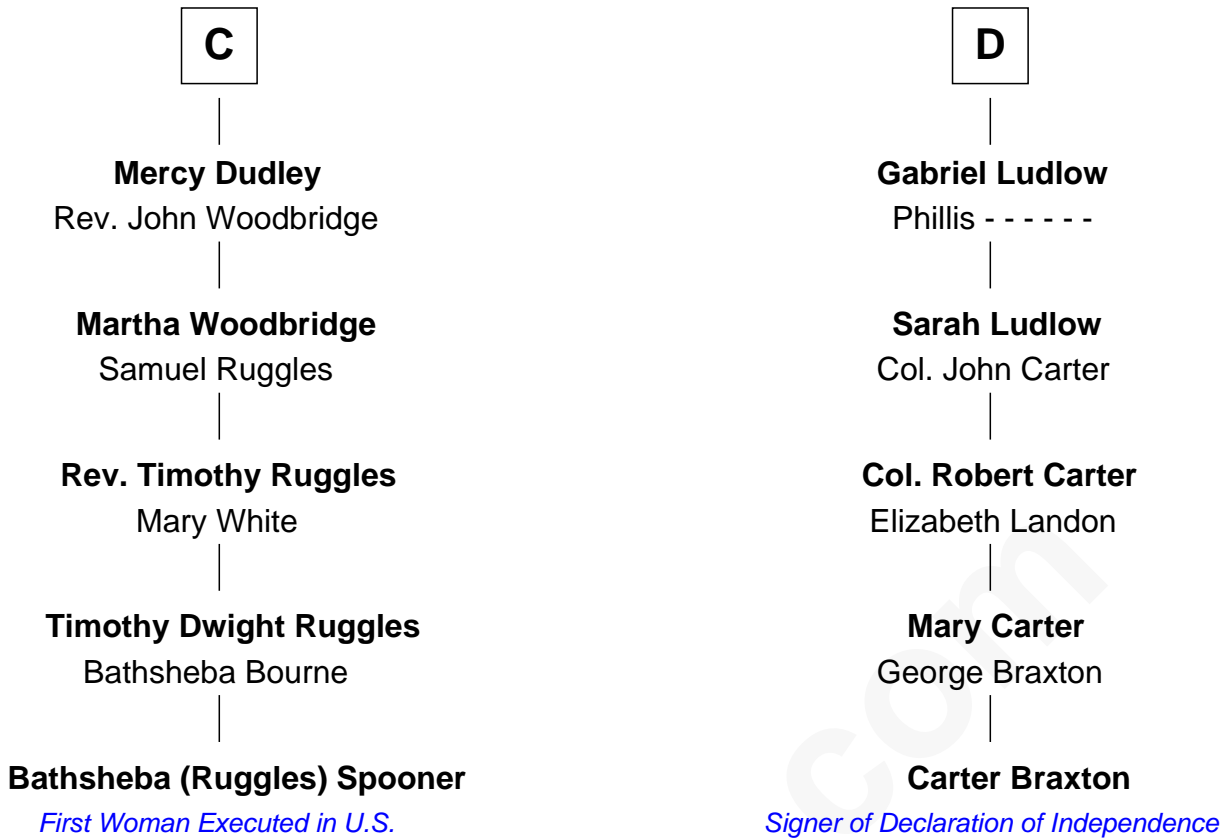 C
Mercy Dudley
Rev. John Woodbridge
Martha Woodbridge
Samuel Ruggles
Rev. Timothy Ruggles
Mary White
Timothy Dwight Ruggles
Bathsheba Bourne
Bathsheba (Ruggles) Spooner
First Woman Executed in U.S.
D
Gabriel Ludlow
Phillis - - - - - -
Sarah Ludlow
Col. John Carter
Col. Robert Carter
Elizabeth Landon
Mary Carter
George Braxton
Carter Braxton
Signer of Declaration of Independence
com